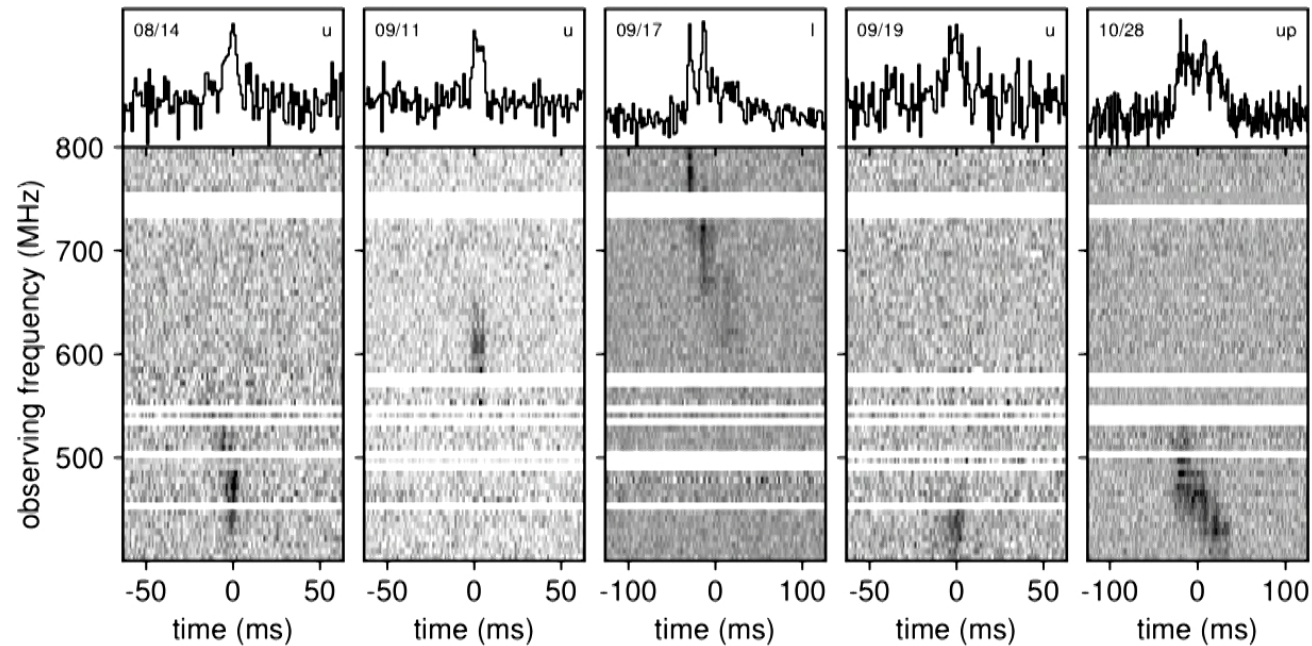 08/14 u 09/11 u 09/17 l 09/19 u 10/28 up
800
700
600
500
observing frequency (MHz)
-50 0 50 -50 0 50 -100 0 100 -50 0 50 -100 0 100
time (ms) time (ms) time (ms) time (ms) time (ms)